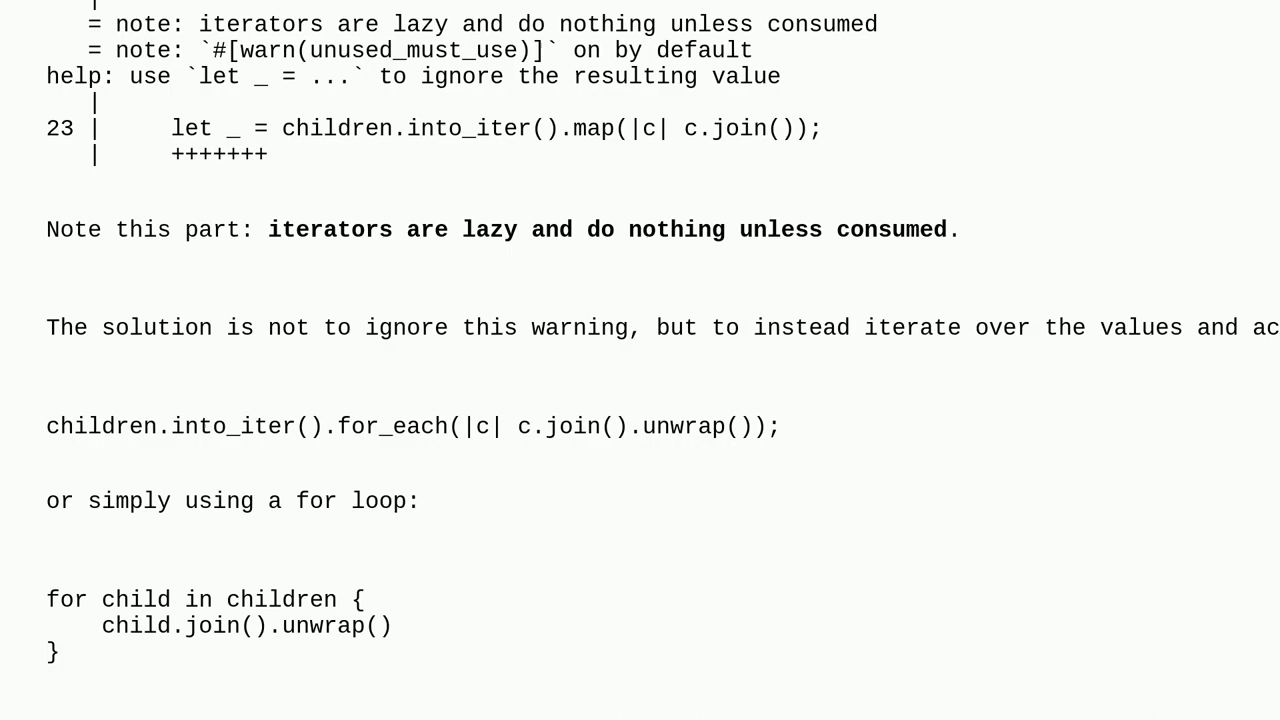 |
= note: iterators are lazy and do nothing unless consumed
= note: `#[warn(unused_must_use)]` on by default
help: use `let _ = ...` to ignore the resulting value
|
23 |     let _ = children.into_iter().map(|c| c.join());
|     +++++++
Note this part: iterators are lazy and do nothing unless consumed.
The solution is not to ignore this warning, but to instead iterate over the values and ac
children.into_iter().for_each(|c| c.join().unwrap());
or simply using a for loop:
for child in children {
    child.join().unwrap()
}